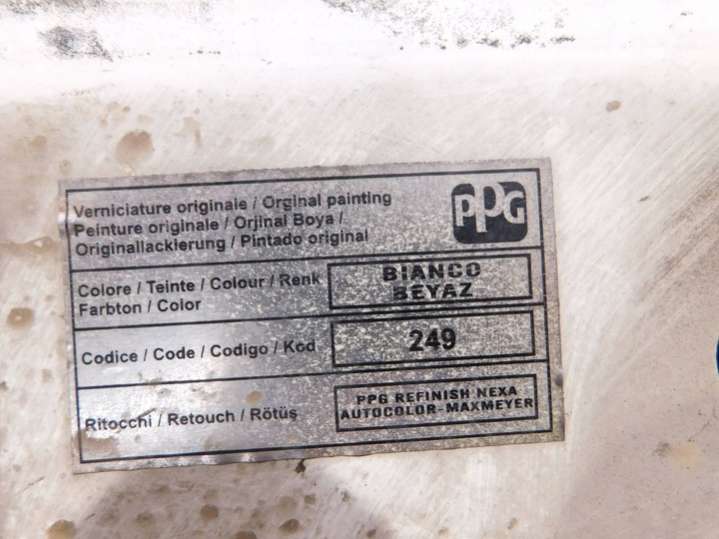 Verniciature originale / Orginal painting
Peinture originale / Orjinal Boya /
Originallackierung / Pintado original
PPG
Colore / Teinte / Colour / Renk
Farbton / Color
BIANCO
BEYAZ
Codice / Code / Codigo / Kod
249
Ritocchi / Retouch / Rötüş
PPG REFINISH NEXA
AUTOCOLOR-MAXMEYER